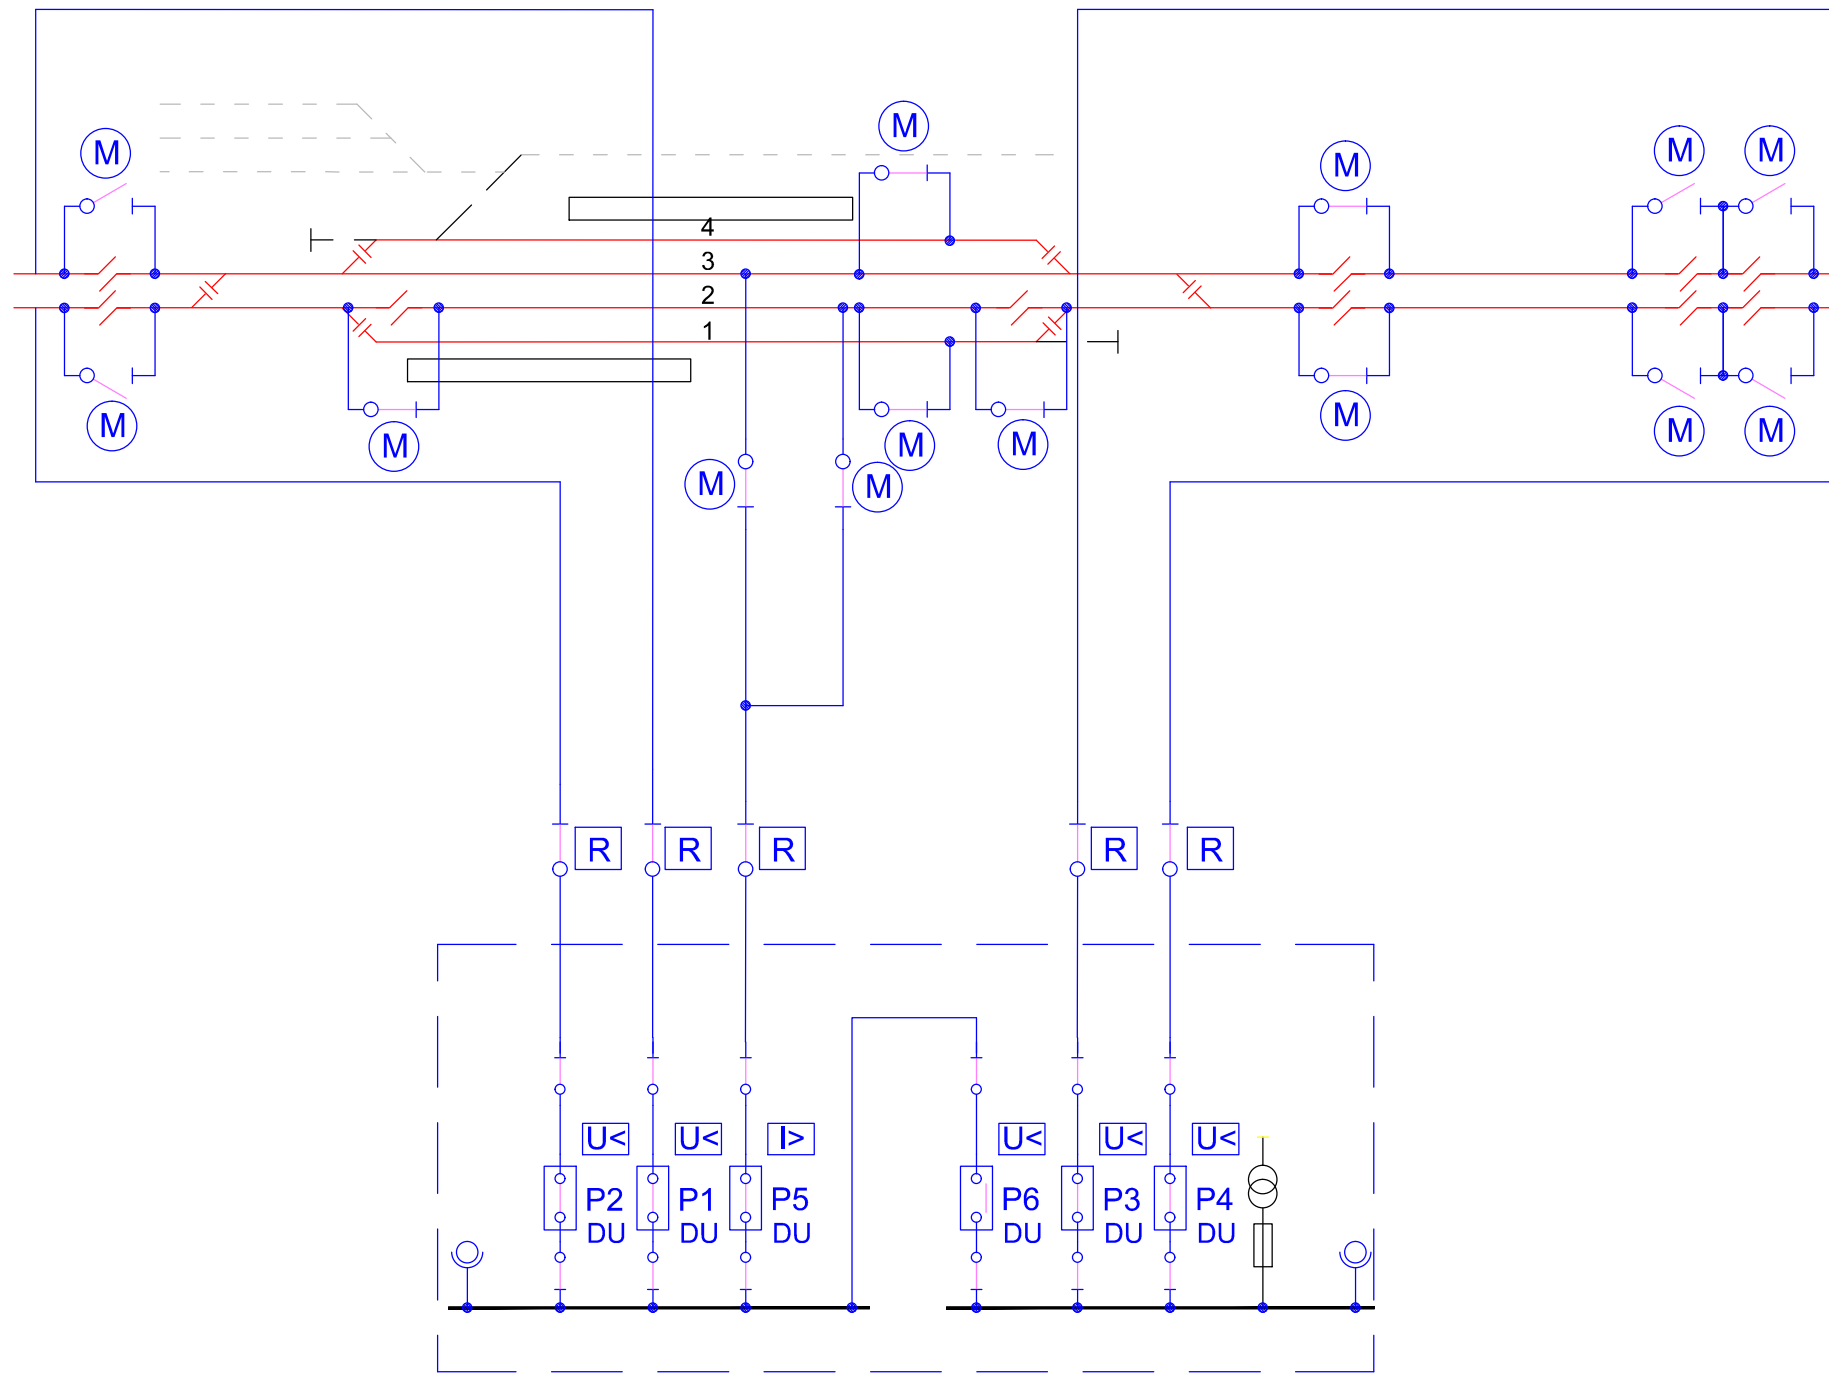 M
M M M M
4
3
2
1
M M M M
M M M M
M M
R R R R R
U< U< I> U< U< U<
P2 P1 P5 P6 P3 P4
DU DU DU DU DU DU